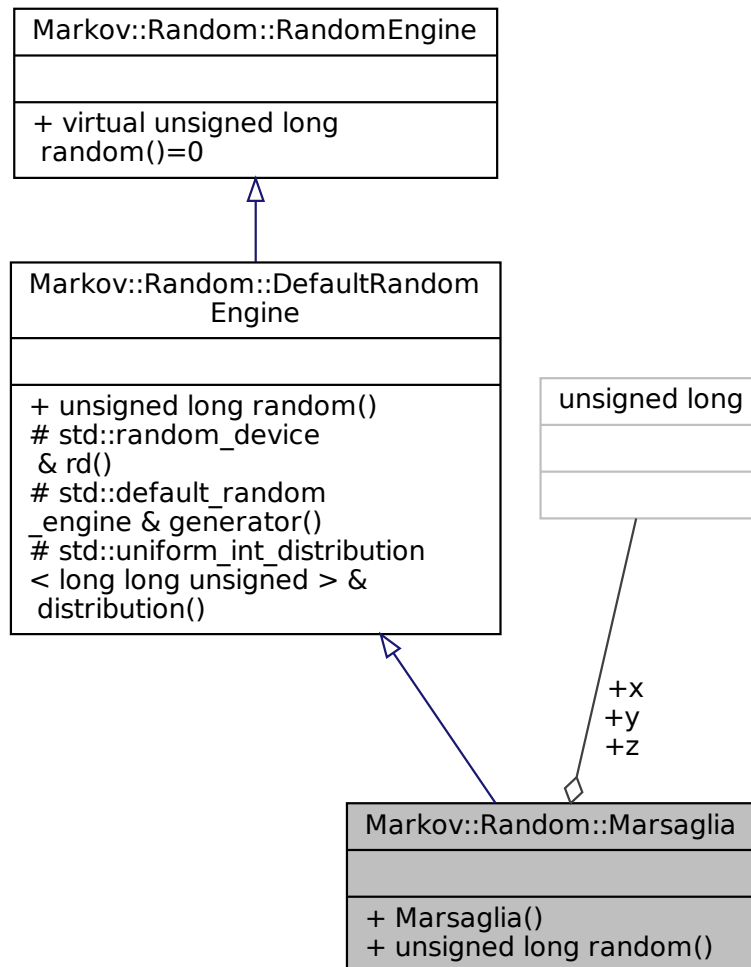 Markov::Random::RandomEngine
+ virtual unsigned long
random()=0
Markov::Random::DefaultRandom
Engine
+ unsigned long random()
# std::random_device
& rd()
# std::default_random
_engine & generator()
# std::uniform_int_distribution
< long long unsigned > &
distribution()
unsigned long
+x
+y
+z
Markov::Random::Marsaglia
+ Marsaglia()
+ unsigned long random()